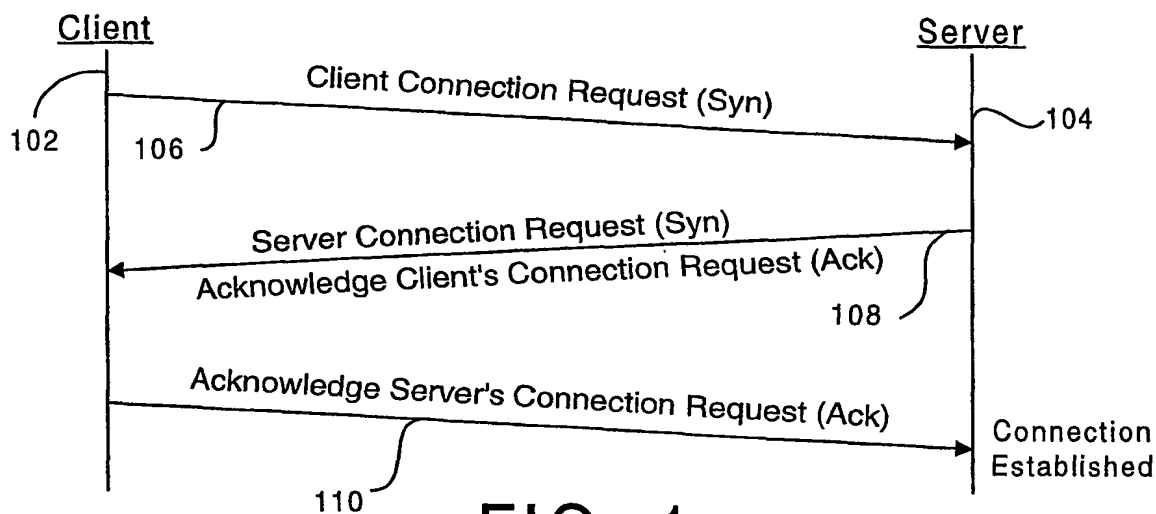 Client
Server
Client Connection Request (Syn)
102
106
104
Server Connection Request (Syn)
Acknowledge Client's Connection Request (Ack)
108
Acknowledge Server's Connection Request (Ack)
Connection
Established
110